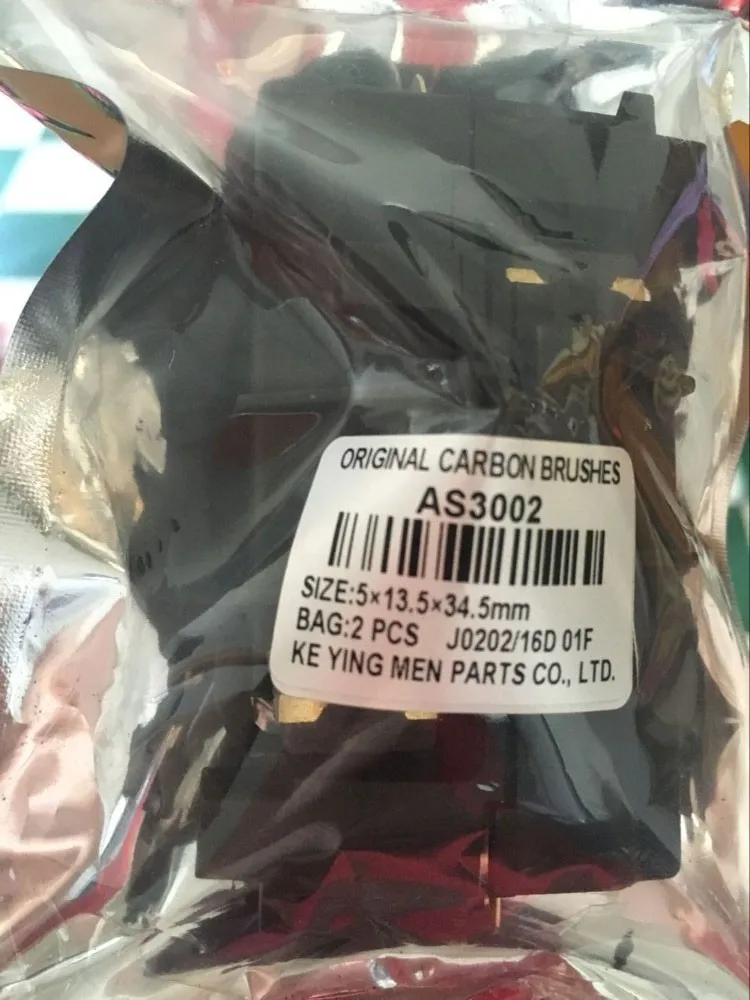 ORIGINAL CARBON BRUSHES
AS3002
SIZE:5×13.5×34.5mm
BAG:2 PCS J0202/16D 01F
KE YING MEN PARTS CO., LTD.